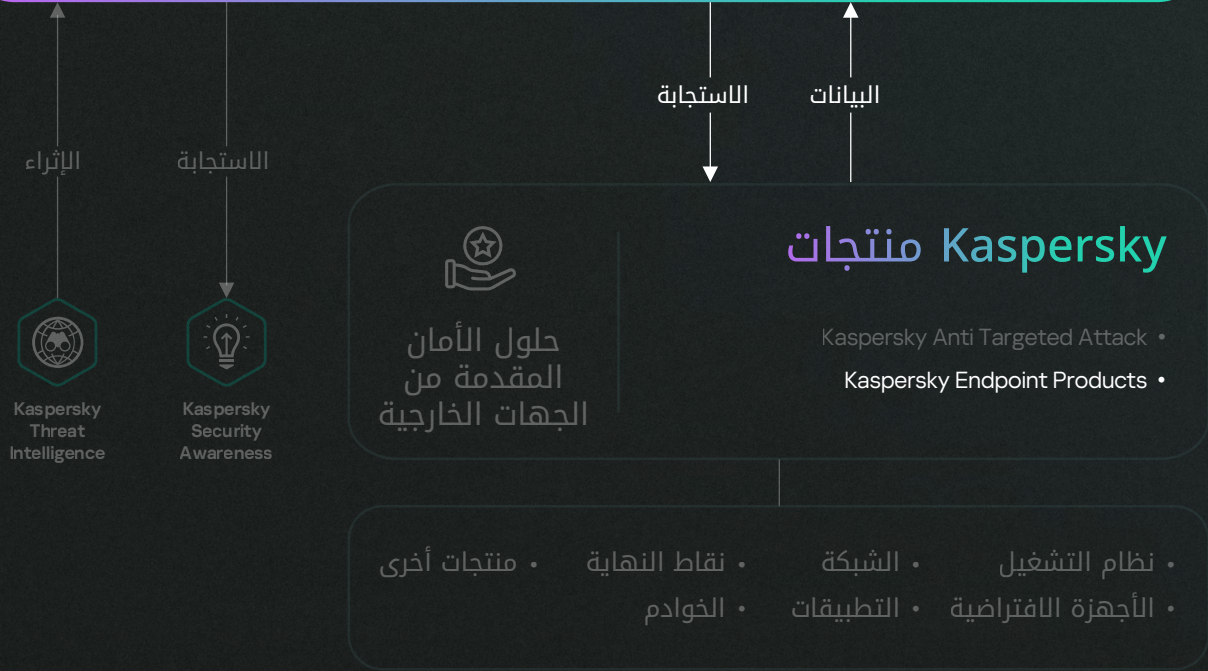 البيانات
الاستجابة
الاستجابة
الإثراء
منتجات Kaspersky
Kaspersky Anti Targeted Attack •
Kaspersky Endpoint Products •
حلول الأمان
المقدمة من
الجهات الخارجية
Kaspersky
Security
Awareness
Kaspersky
Threat
Intelligence
• نظام التشغيل
• الشبكة
• نقاط النهاية
• منتجات أخرى
• الأجهزة الافتراضية
• التطبيقات
• الخوادم